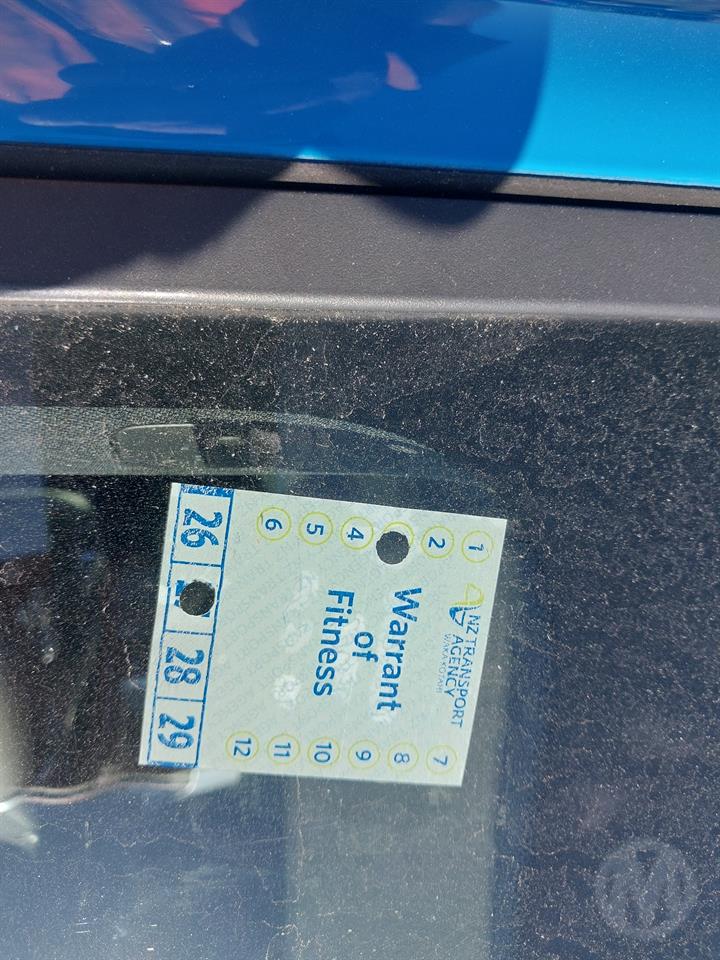 NZ TRANSPORT
AGENCY
WAKA KOTAHI
1 7
2 8
9
4 10
5 11
6 12
Warrant
of
Fitness
26 28 29
M